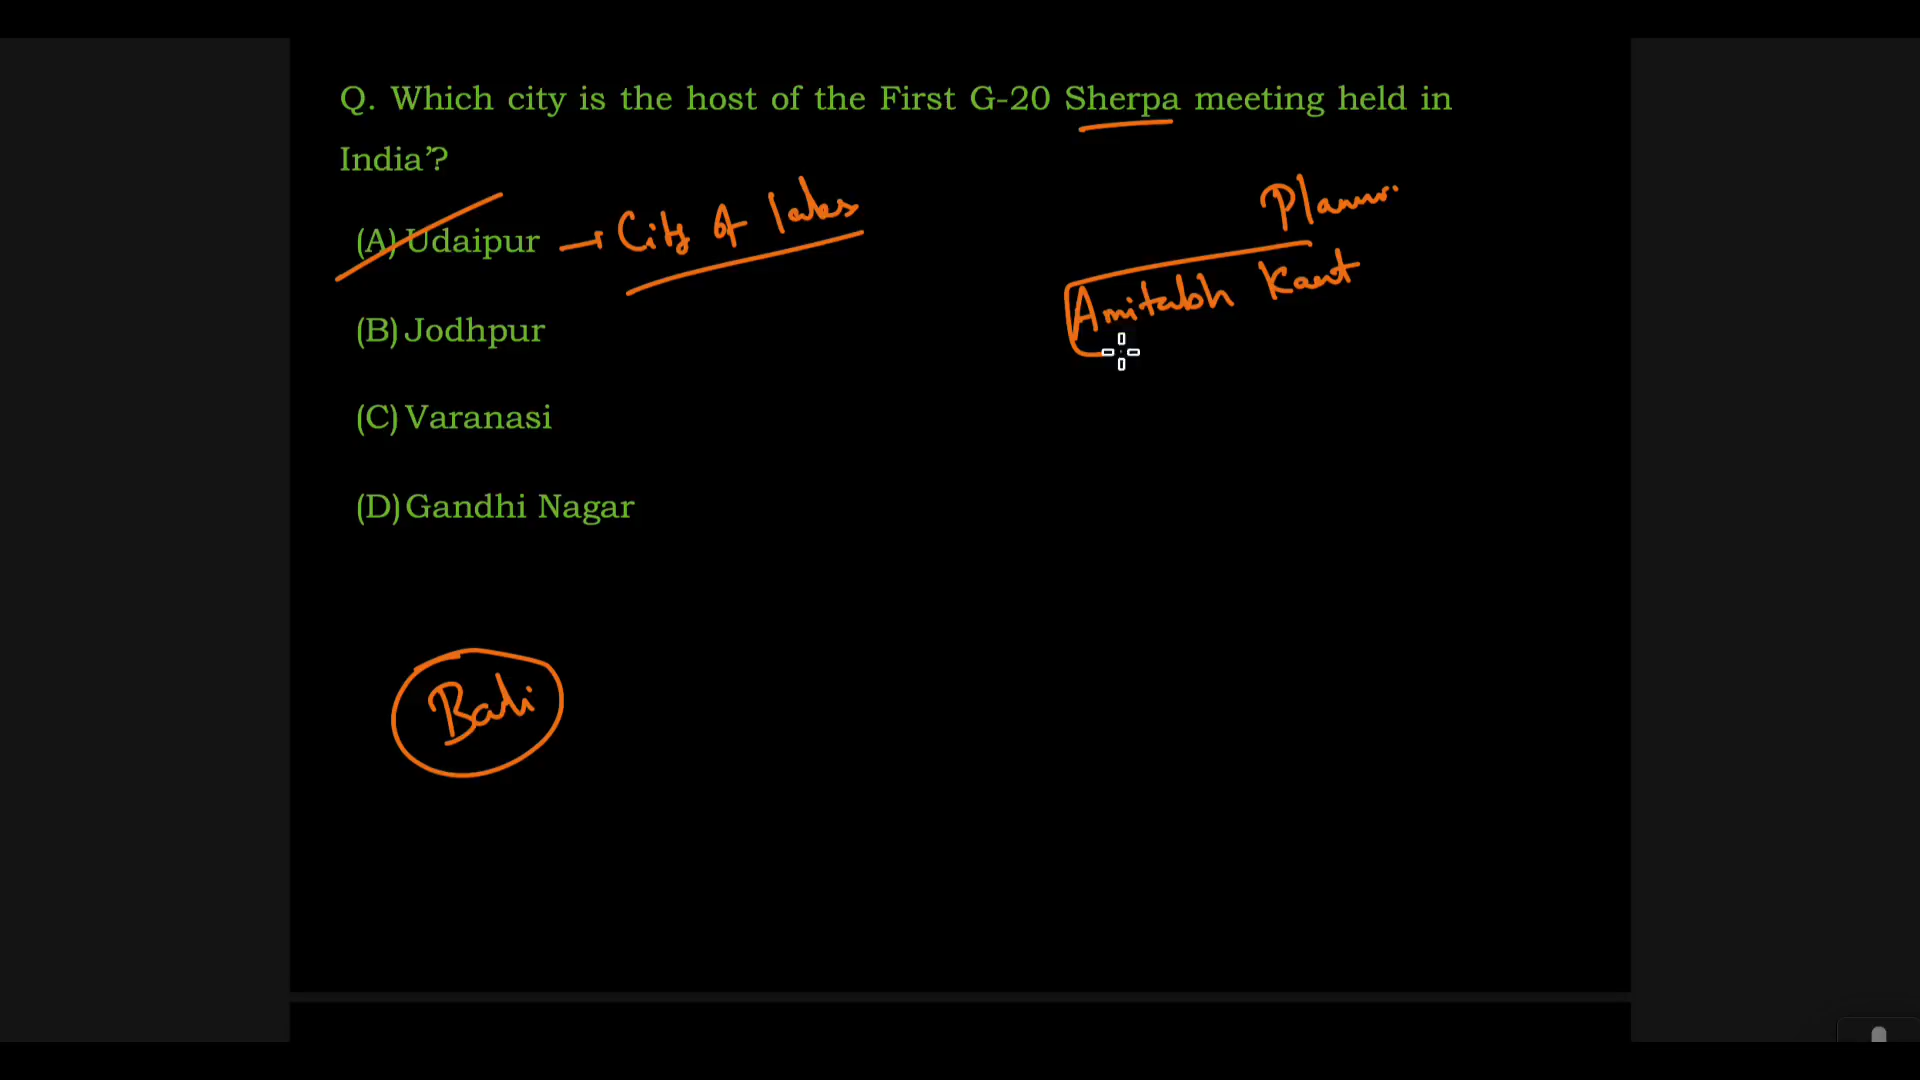 Q. Which city is the host of the First G-20 Sherpa meeting held in
India’?
Planner.
(A) Udaipur → City of lakes
Amitabh Kant
(B) Jodhpur
(C) Varanasi
(D) Gandhi Nagar
Bali